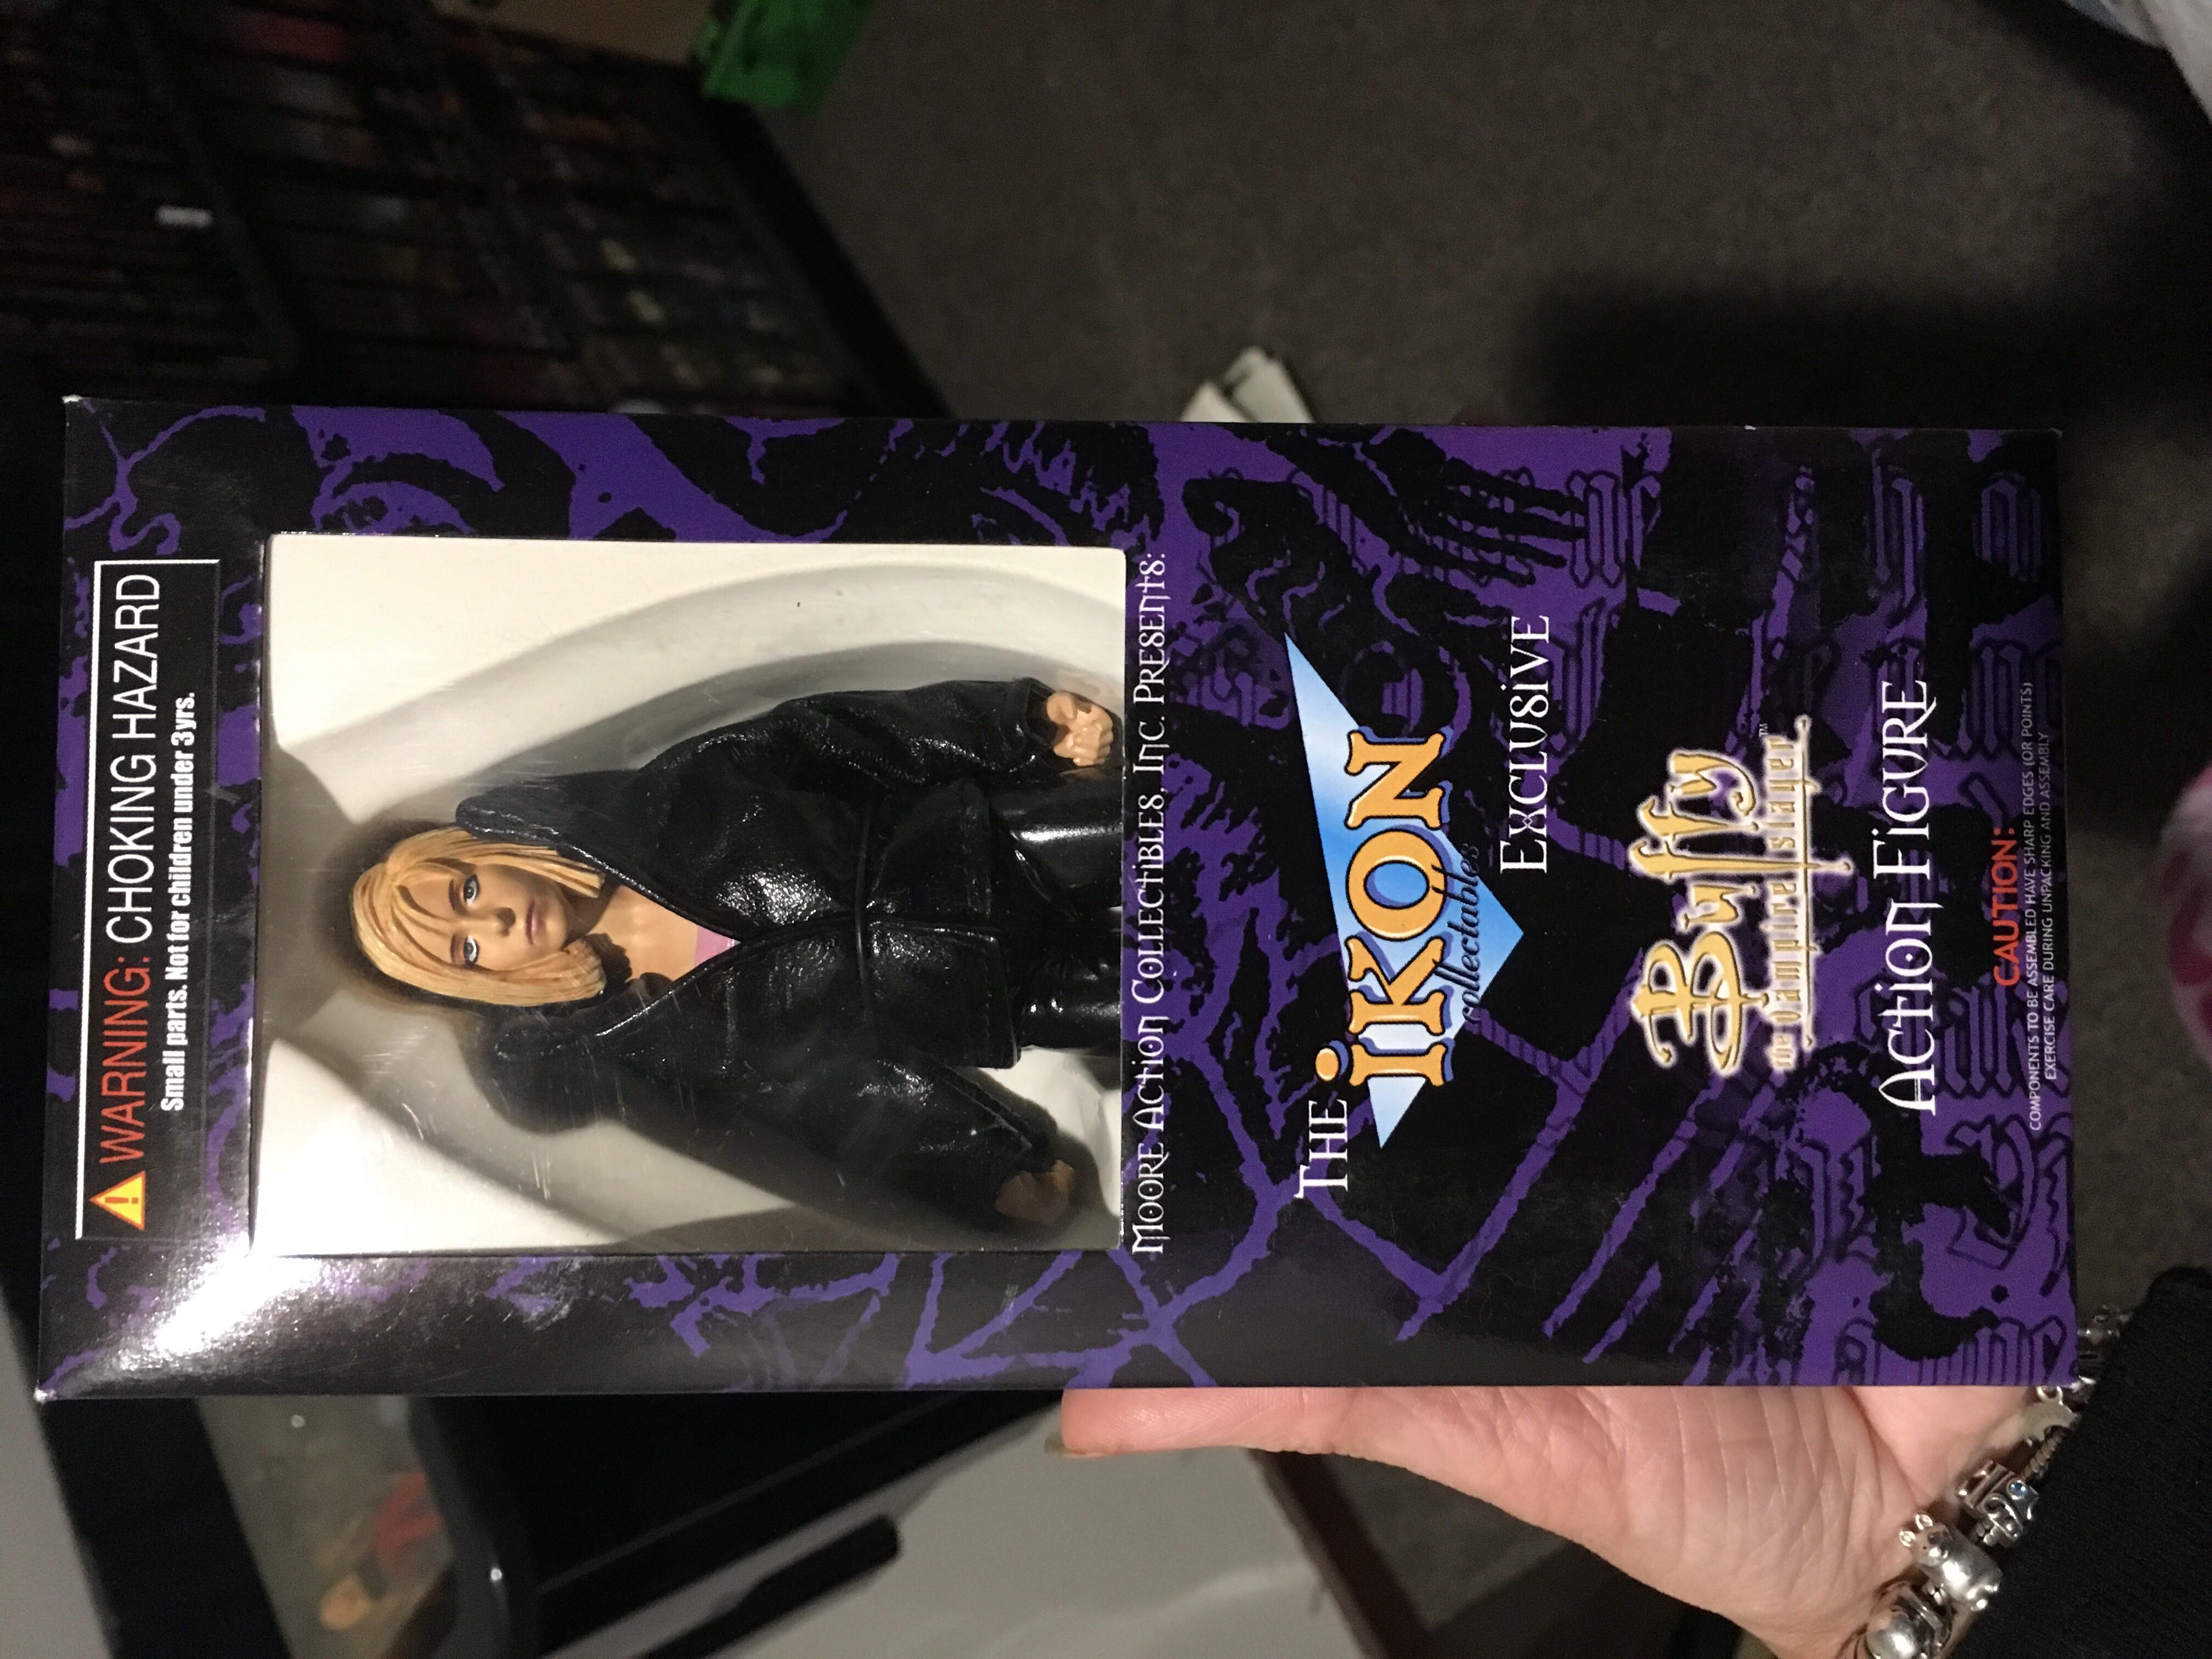 WARNING: CHOKING HAZARD
Small parts. Not for children under 3 yrs.
MOORE ACTION COLLECTIBLES, INC. PRESENTS:
THE iKON
collectables
EXCLUSIVE
Buffy
the vampire slayer™
ACTION FIGURE
CAUTION:
COMPONENTS TO BE ASSEMBLED HAVE SHARP EDGES (OR POINTS)
EXERCISE CARE DURING UNPACKING AND ASSEMBLY